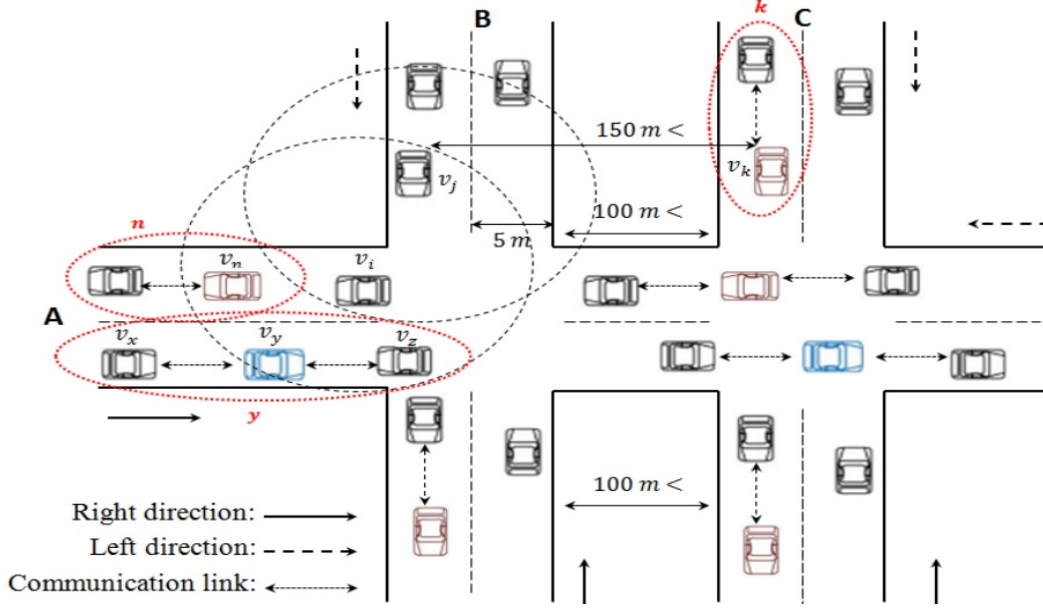 B
k
C
150 m <
v_j
v_k
100 m <
5 m
n
v_n
v_i
A
v_x
v_y
v_z
y
100 m <
Right direction:
Left direction:
Communication link: